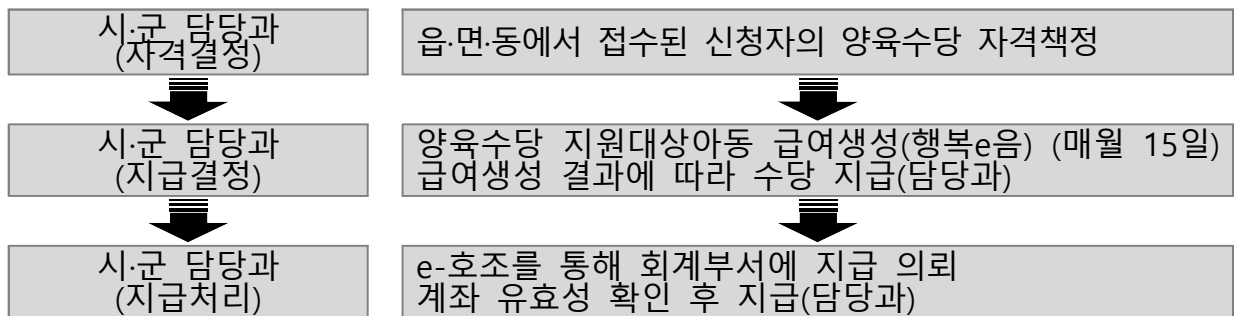 시·군 담당과
(자격결정)
읍·면·동에서 접수된 신청자의 양육수당 자격책정
시·군 담당과
(지급결정)
양육수당 지원대상아동 급여생성(행복e음) (매월 15일)
급여생성 결과에 따라 수당 지급(담당과)
시·군 담당과
(지급처리)
e-호조를 통해 회계부서에 지급 의뢰
계좌 유효성 확인 후 지급(담당과)